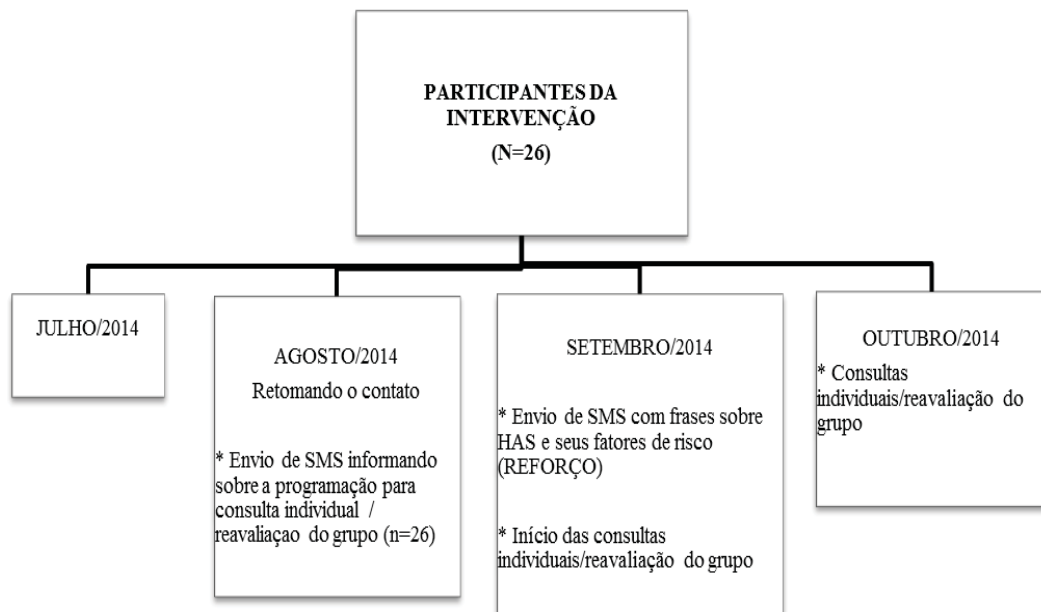 PARTICIPANTES DA
INTERVENÇÃO
(N=26)
JULHO/2014
AGOSTO/2014
Retomando o contato
* Envio de SMS informando
sobre a programação para
consulta individual /
reavaliaçao do grupo (n=26)
SETEMBRO/2014
* Envio de SMS com frases sobre
HAS e seus fatores de risco
(REFORÇO)
* Início das consultas
individuais/reavaliação do grupo
OUTUBRO/2014
* Consultas
individuais/reavaliação do
grupo